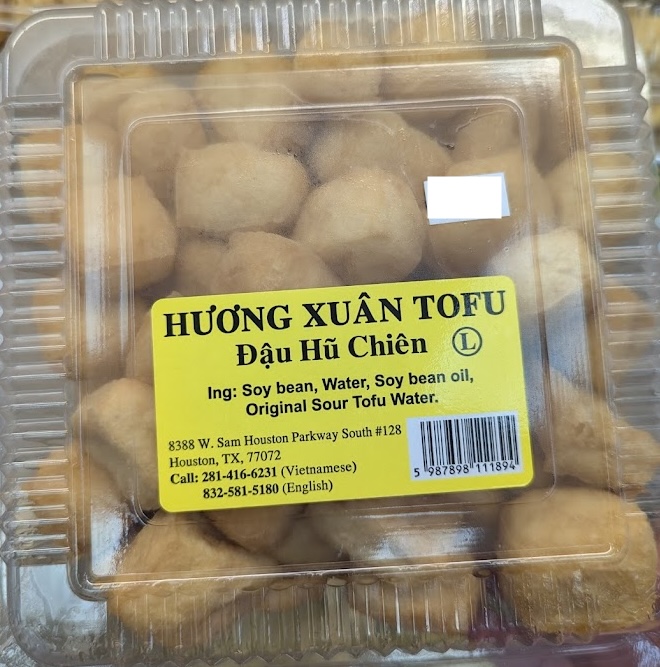 HƯƠNG XUÂN TOFU
Đậu Hũ Chiên Ⓛ
Ing: Soy bean, Water, Soy bean oil,
Original Sour Tofu Water.
8388 W. Sam Houston Parkway South #128
Houston, TX, 77072
Call: 281-416-6231 (Vietnamese)
832-581-5180 (English)
5 987898 111894